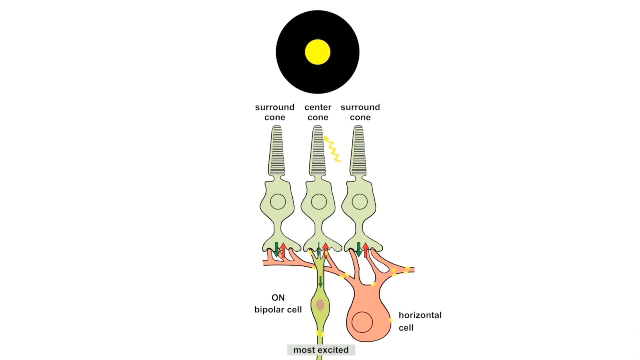 surround center surround
cone cone cone
ON
bipolar cell
horizontal
cell
most excited